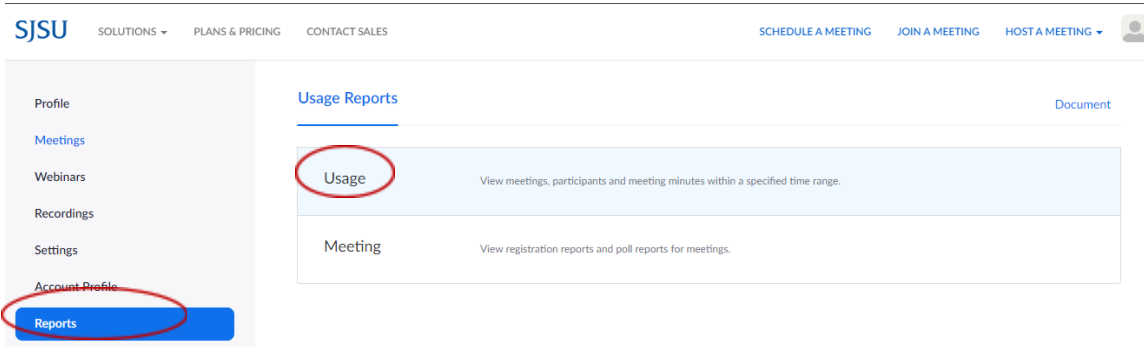 SJSU SOLUTIONS PLANS & PRICING CONTACT SALES SCHEDULE A MEETING JOIN A MEETING HOST A MEETING
Profile
Meetings
Webinars
Recordings
Settings
Account Profile
Reports
Usage Reports
Document
Usage View meetings, participants and meeting minutes within a specified time range.
Meeting View registration reports and poll reports for meetings.